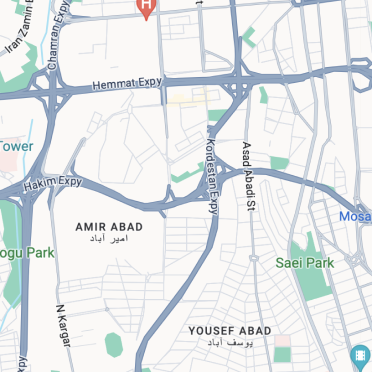 H
Iran Zamin B
Chamran Expy
Hemmat Expy
Tower
Kordestan Expy
Asad Abadi St
Hakim Expy
AMIR ABAD
امیر آباد
Mosa
ogu Park
Saei Park
N Kargar
YOUSEF ABAD
یوسف آباد
Expy